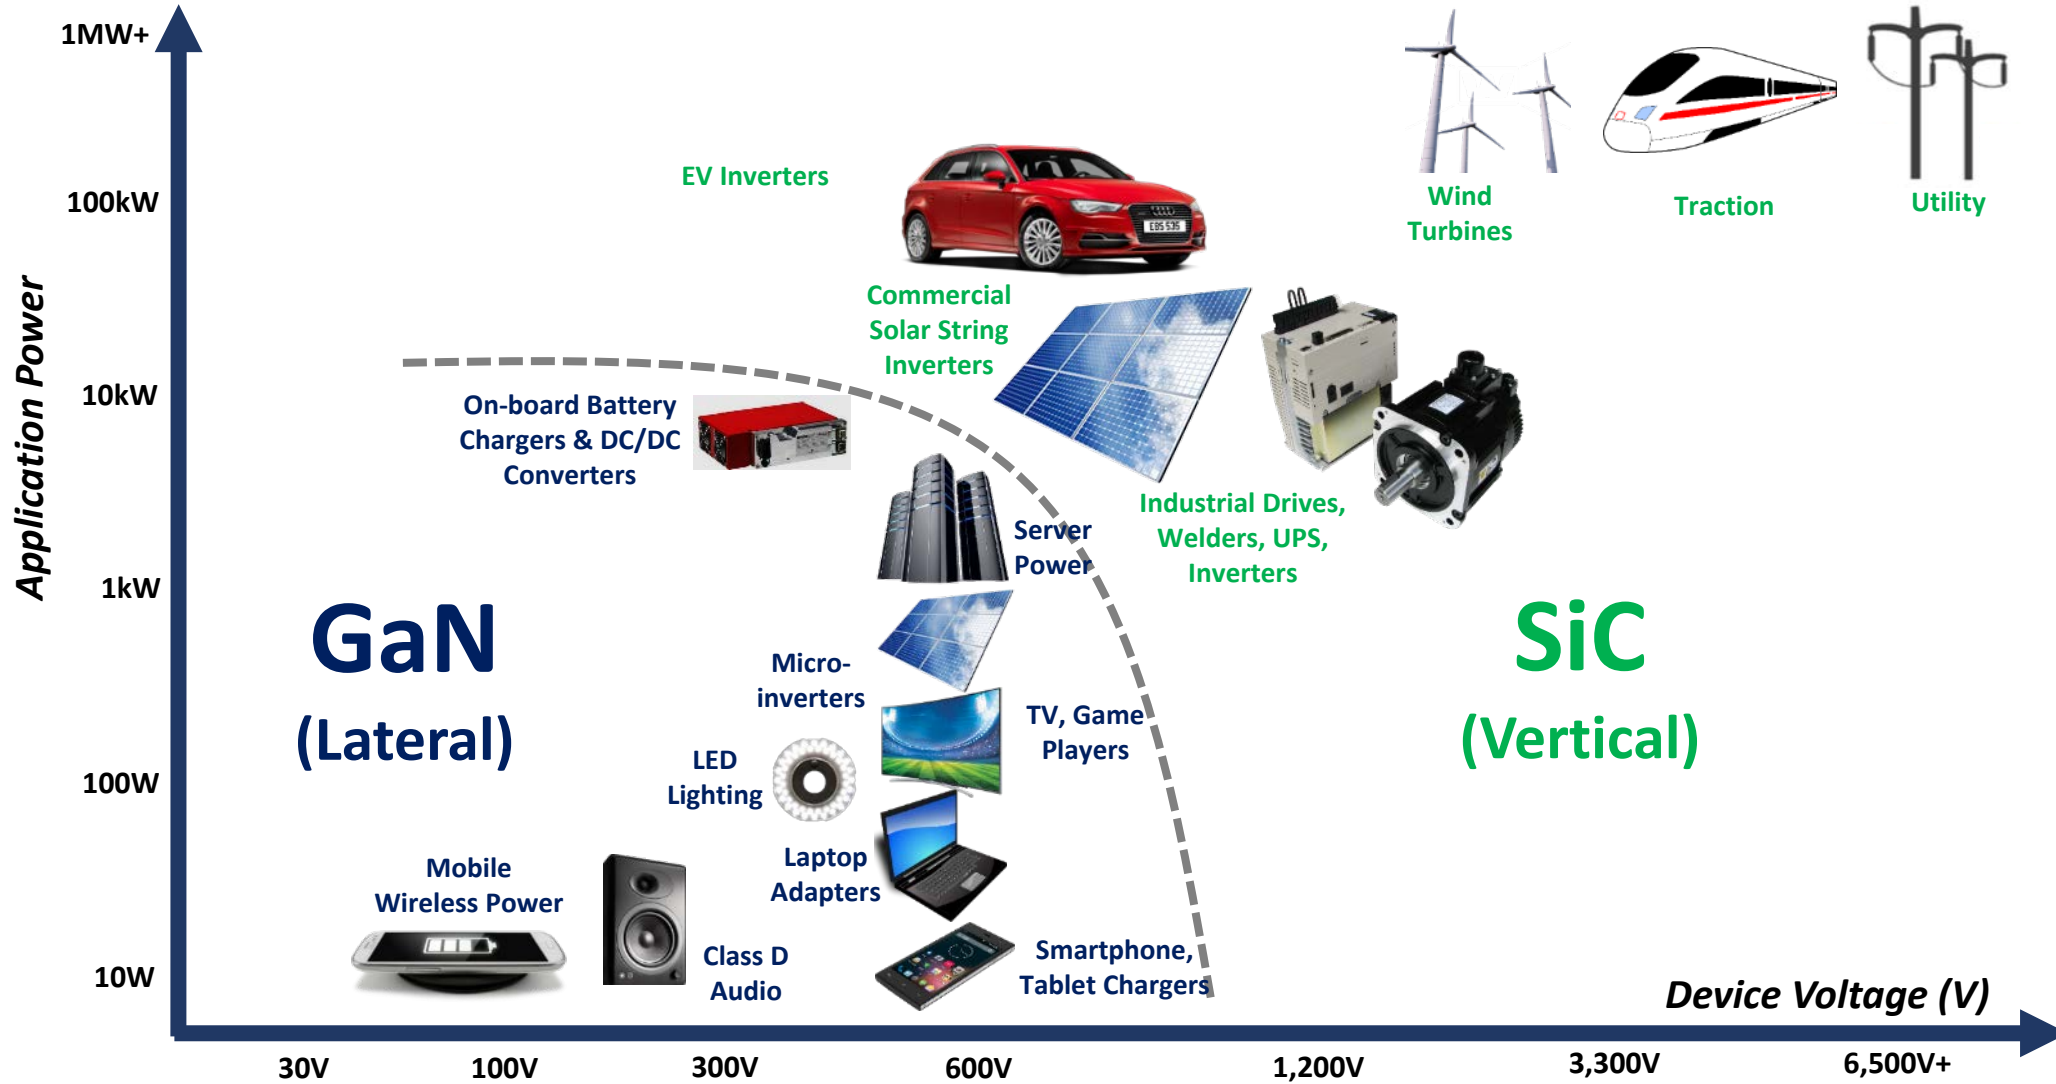 1MW+
100kW
10kW
1kW
100W
10W
Application Power
EV Inverters
EBS 535
Wind
Turbines
Traction
Utility
Commercial
Solar String
Inverters
On-board Battery
Chargers & DC/DC
Converters
Server
Power
Industrial Drives,
Welders, UPS,
Inverters
GaN
(Lateral)
SiC
(Vertical)
Micro-
inverters
TV, Game
Players
LED
Lighting
Laptop
Adapters
Mobile
Wireless Power
Class D
Audio
Smartphone,
Tablet Chargers
Device Voltage (V)
30V
100V
300V
600V
1,200V
3,300V
6,500V+